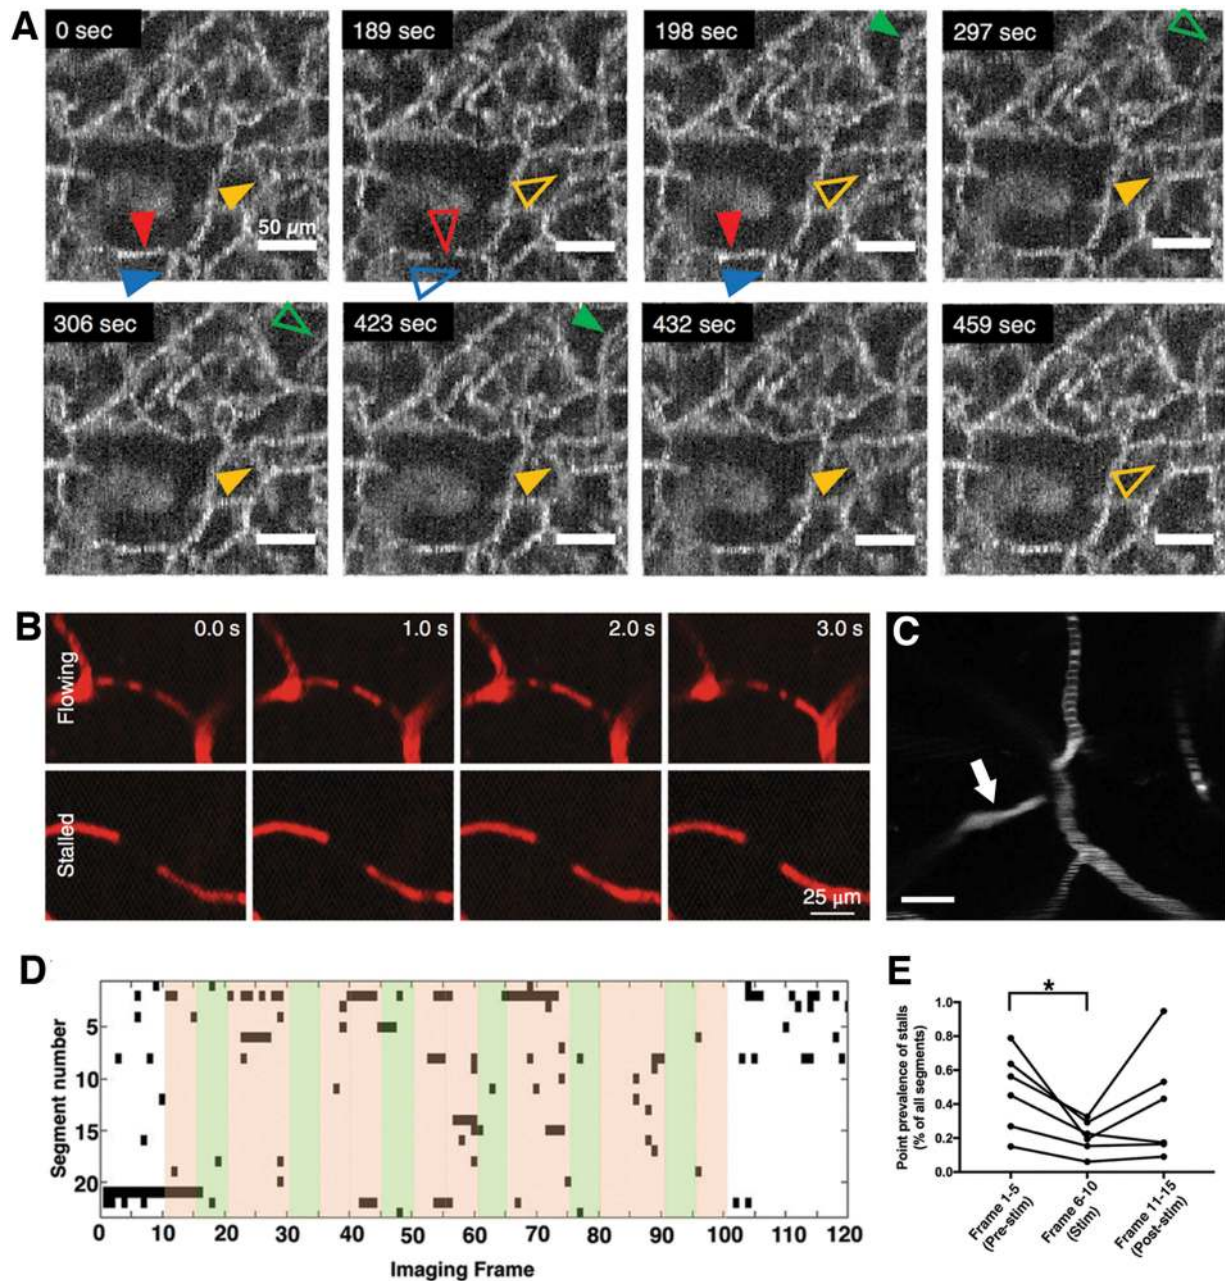 A
0 sec
189 sec
198 sec
297 sec
50 µm
306 sec
423 sec
432 sec
459 sec
B
Flowing
0.0 s
1.0 s
2.0 s
3.0 s
Stalled
25 µm
C
D
Segment number
5
10
15
20
0
10
20
30
40
50
60
70
80
90
100
110
120
Imaging Frame
E
*
Point prevalence of stalls
(% of all segments)
1.0
0.8
0.6
0.4
0.2
0.0
Frame 1-5
(Pre-stim)
Frame 6-10
(Stim)
Frame 11-15
(Post-stim)